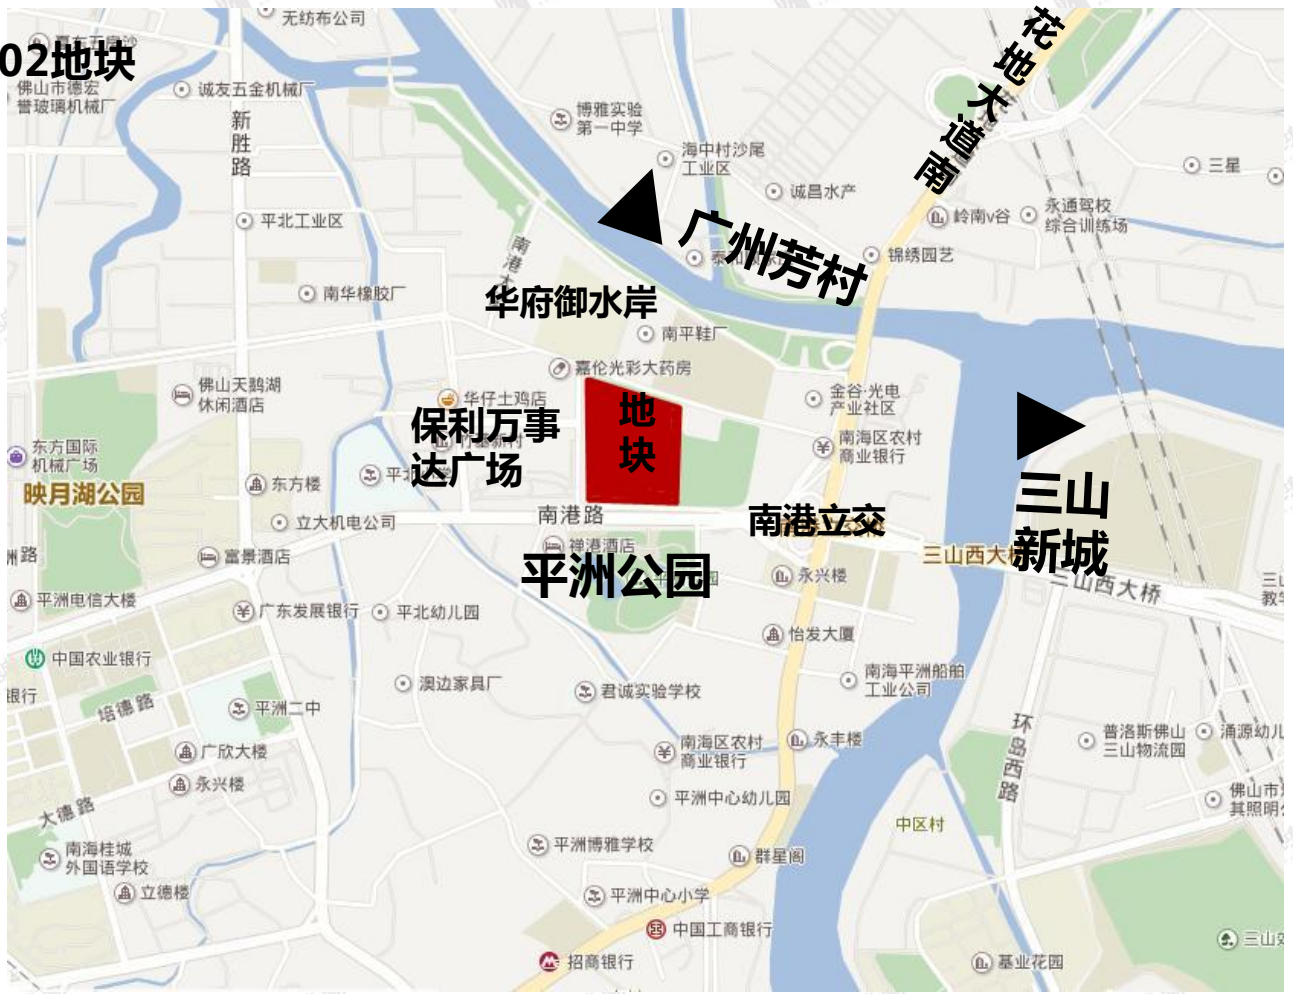 无纺布公司
02地块
佛山市德宏
誉玻璃机械厂
诚友五金机械厂
新胜路
博雅实验
第一中学
海中村沙尾
工业区
诚昌水产
花地大道南
三星
岭南v谷
永通驾校
综合训练场
平北工业区
南港大
广州芳村
锦绣园艺
南华橡胶厂
华府御水岸
南平鞋厂
嘉伦光彩大药房
佛山天鹅湖
休闲酒店
华仔土鸡店
地块
金谷·光电
产业社区
保利万事
达广场
南海区农村
商业银行
东方国际
机械广场
映月湖公园
东方楼
三山
新城
立大机电公司
南港路
南港立交
禅港酒店
富景酒店
平洲公园
三山西大
三山西大桥
永兴楼
平洲电信大楼
广东发展银行
平北幼儿园
怡发大厦
中国农业银行
银行
澳边家具厂
君诚实验学校
南海平洲船舶
工业公司
培德路
平洲二中
广欣大楼
永兴楼
南海区农村
商业银行
永丰楼
环岛西路
普洛斯佛山
三山物流园
涌源幼儿
平洲中心幼儿园
佛山市
其照明
大德路
中区村
南海桂城
外国语学校
平洲博雅学校
群星阁
立德楼
平洲中心小学
中国工商银行
招商银行
基业花园
三山